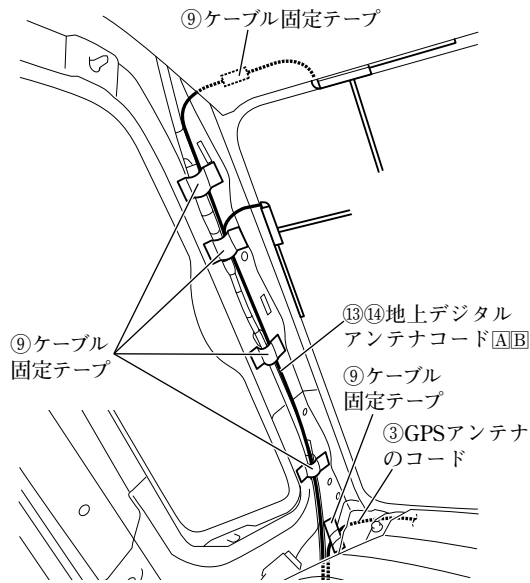 ⑨ケーブル固定テープ
⑬⑭地上デジタル
アンテナコードAB
⑨ケーブル
固定テープ
⑨ケーブル
固定テープ
③GPSアンテナ
のコード